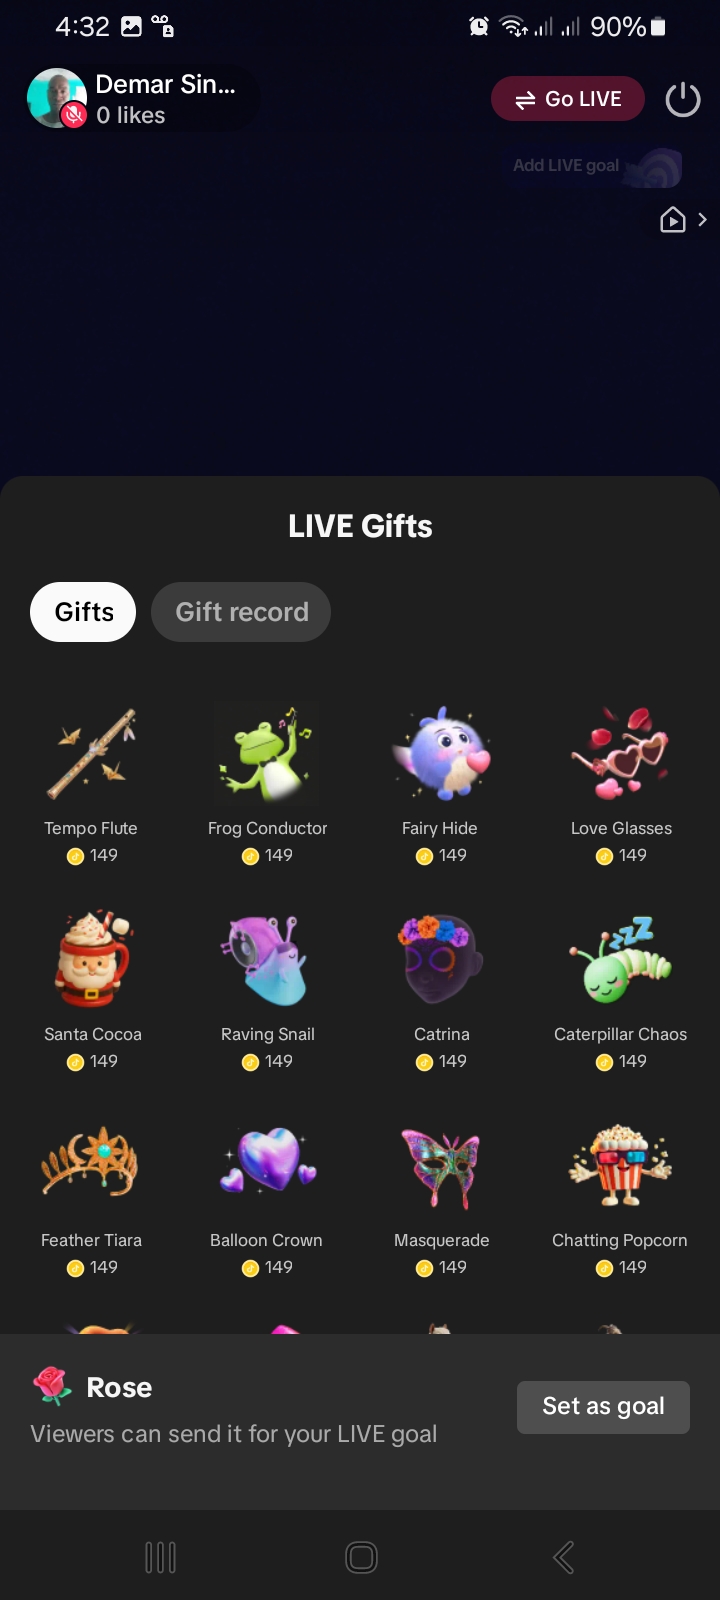 4:32
90%
Demar Sin...
0 likes
Go LIVE
Add LIVE goal
LIVE Gifts
Gifts
Gift record
Tempo Flute
149
Frog Conductor
149
Fairy Hide
149
Love Glasses
149
Santa Cocoa
149
Raving Snail
149
Catrina
149
Caterpillar Chaos
149
Feather Tiara
149
Balloon Crown
149
Masquerade
149
Chatting Popcorn
149
Rose
Viewers can send it for your LIVE goal
Set as goal